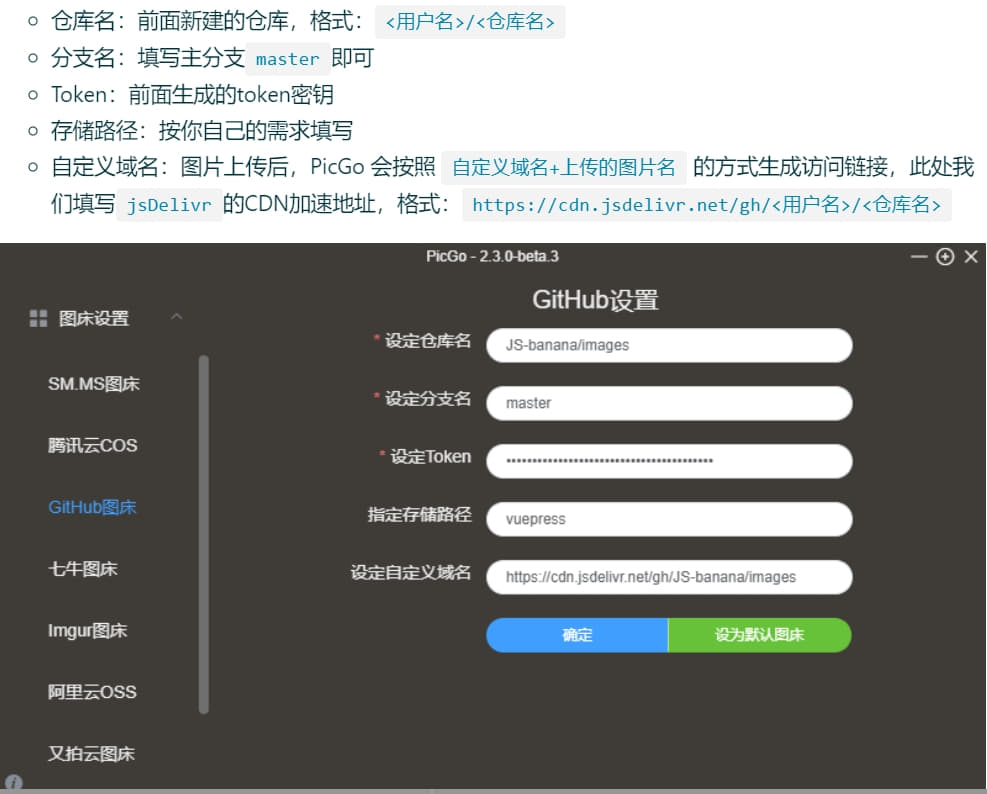 仓库名：前面新建的仓库，格式： <用户名>/<仓库名>
分支名：填写主分支 master 即可
Token：前面生成的token密钥
存储路径：按你自己的需求填写
自定义域名：图片上传后，PicGo 会按照 自定义域名+上传的图片名 的方式生成访问链接，此处我
们填写 jsDelivr 的CDN加速地址，格式： https://cdn.jsdelivr.net/gh/<用户名>/<仓库名>
PicGo - 2.3.0-beta.3
GitHub设置
图床设置
SM.MS图床
腾讯云COS
GitHub图床
七牛图床
Imgur图床
阿里云OSS
又拍云图床
* 设定仓库名 JS-banana/images
* 设定分支名 master
* 设定Token
指定存储路径 vuepress
设定自定义域名 https://cdn.jsdelivr.net/gh/JS-banana/images
确定 设为默认图床